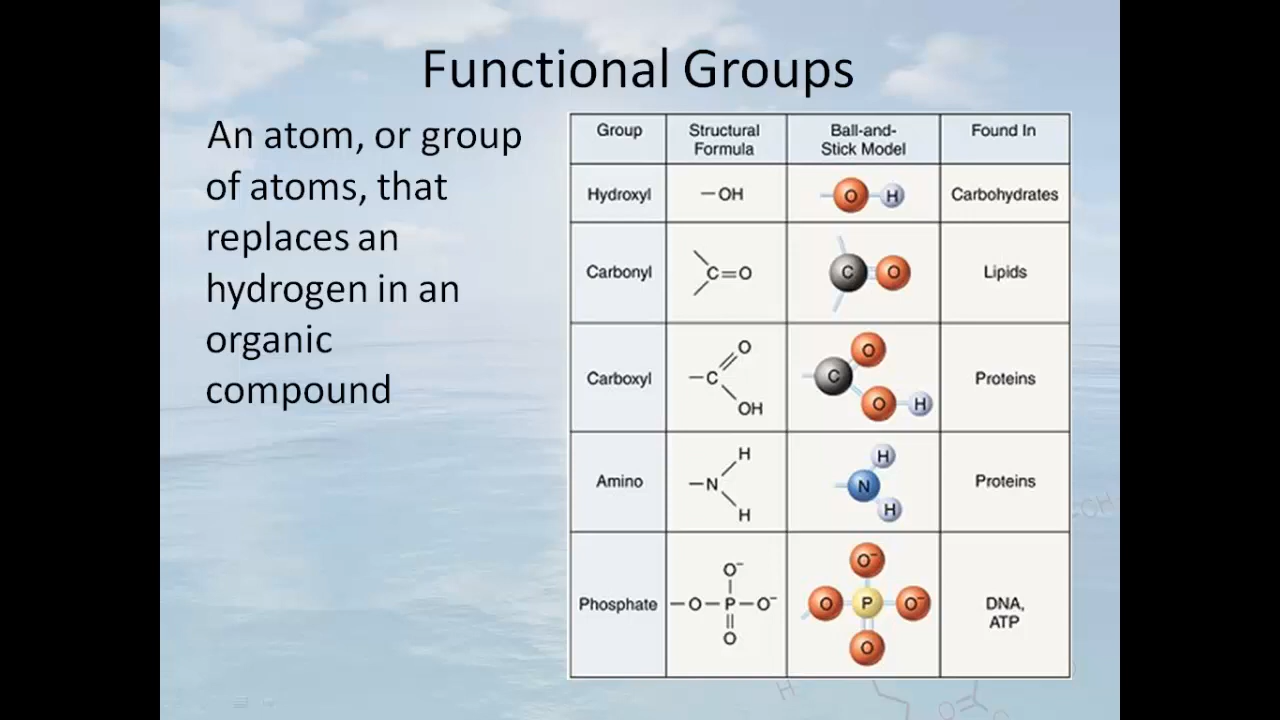 Functional Groups
An atom, or group
of atoms, that
replaces an
hydrogen in an
organic
compound
Group Structural Formula Ball-and-Stick Model Found In
Hydroxyl —OH O H Carbohydrates
Carbonyl C=O C O Lipids
Carboxyl —C O OH C O O H Proteins
Amino H —N H H N H Proteins
Phosphate O⁻ —O—P—O⁻ O O⁻ O P O⁻ O DNA, ATP
CH
H
O